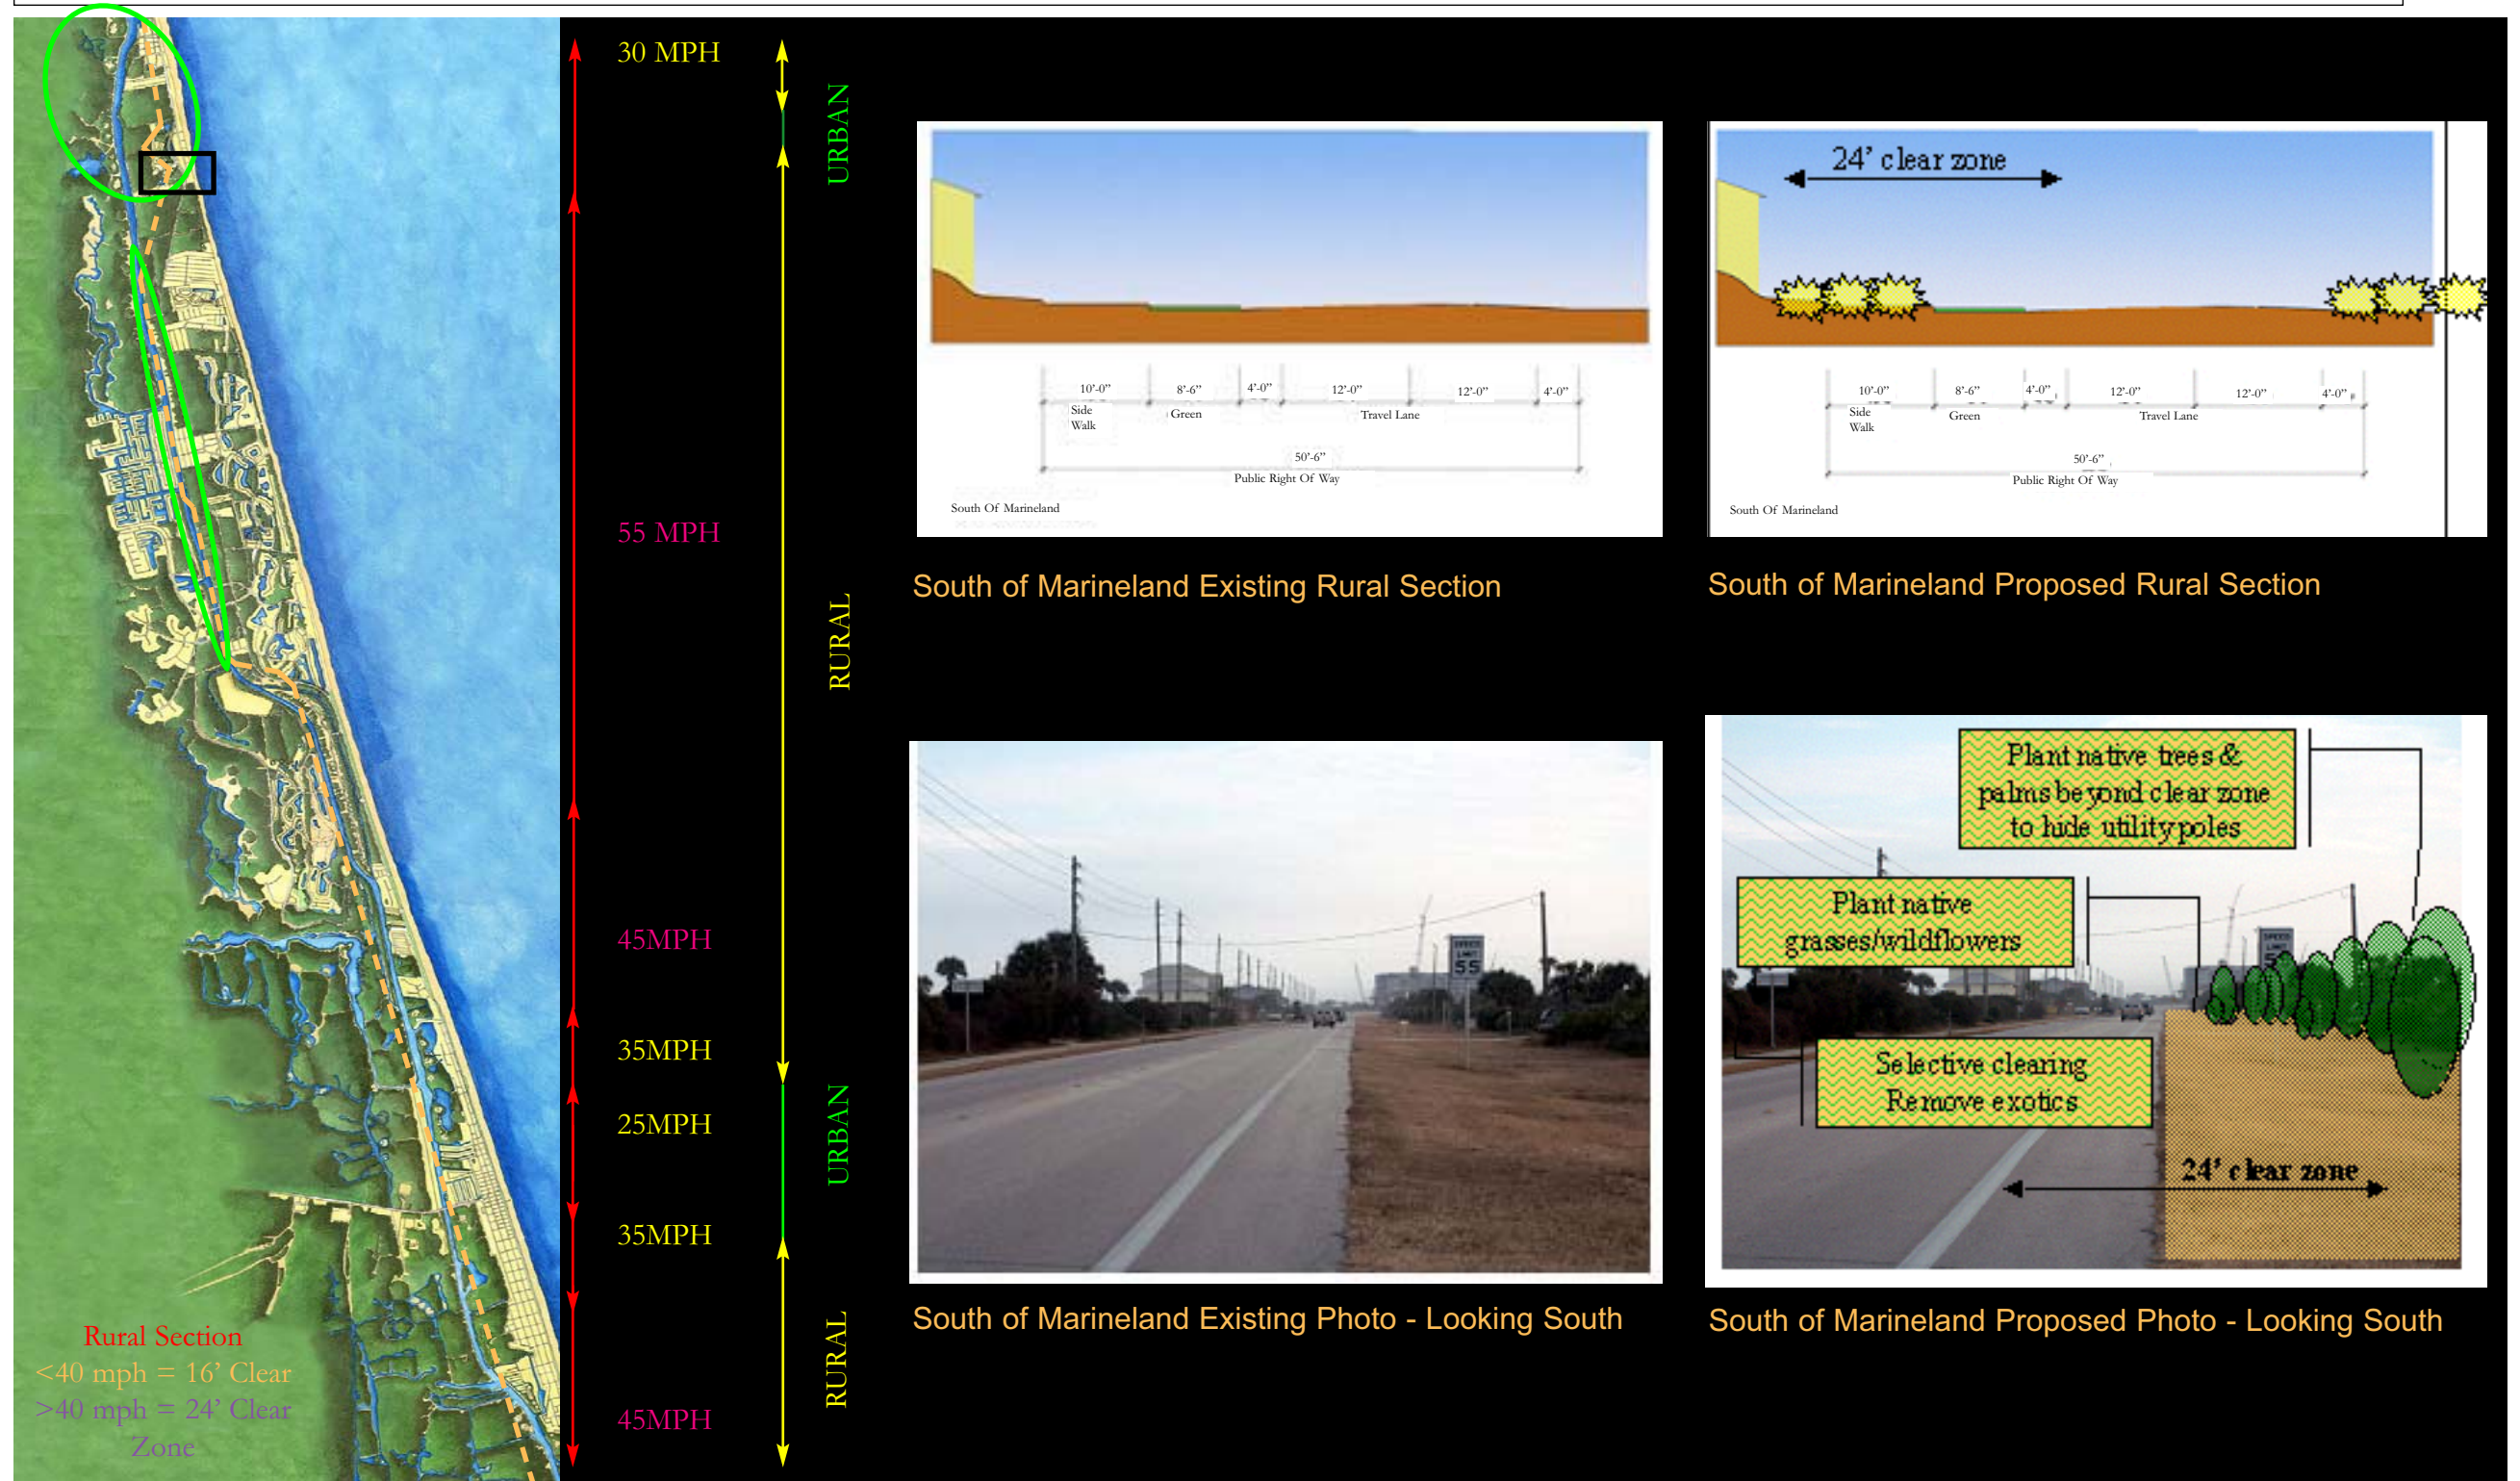 30 MPH
URBAN
55 MPH
RURAL
45MPH
35MPH
25MPH
URBAN
35MPH
RURAL
45MPH
Rural Section
<40 mph = 16’ Clear
>40 mph = 24’ Clear
Zone
10’-0”
8’-6”
4’-0”
12’-0”
12’-0”
4’-0”
Side
Walk
Green
Travel Lane
50’-6”
Public Right Of Way
South Of Marineland
South of Marineland Existing Rural Section
24’ clear zone
10’-0”
8’-6”
4’-0”
12’-0”
12’-0”
4’-0”
Side
Walk
Green
Travel Lane
50’-6”
Public Right Of Way
South Of Marineland
South of Marineland Proposed Rural Section
SPEED
LIMIT
55
South of Marineland Existing Photo - Looking South
Plant native trees &
palms beyond clear zone
to hide utility poles
Plant native
grasses/wildflowers
SPEED
LIMIT
Selective clearing
Remove exotics
24’ clear zone
South of Marineland Proposed Photo - Looking South